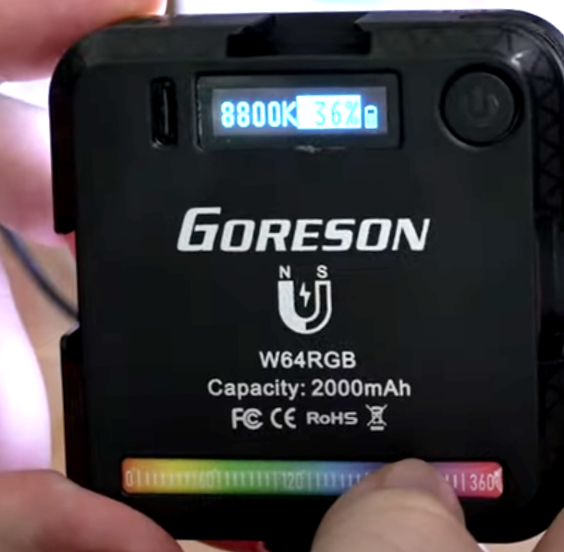 8800K 36%
GORESON
N S
W64RGB
Capacity: 2000mAh
FC CE RoHS
0 60 120 360